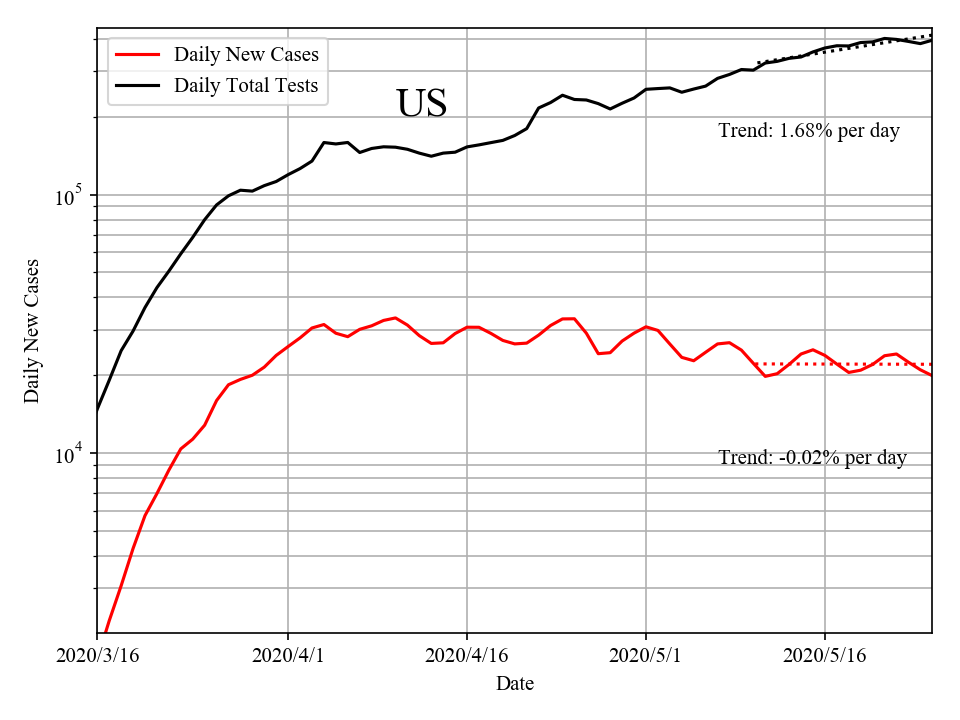 Daily New Cases
Daily Total Tests
US
Trend: 1.68% per day
10^5
Daily New Cases
10^4
Trend: -0.02% per day
2020/3/16 2020/4/1 2020/4/16 2020/5/1 2020/5/16
Date